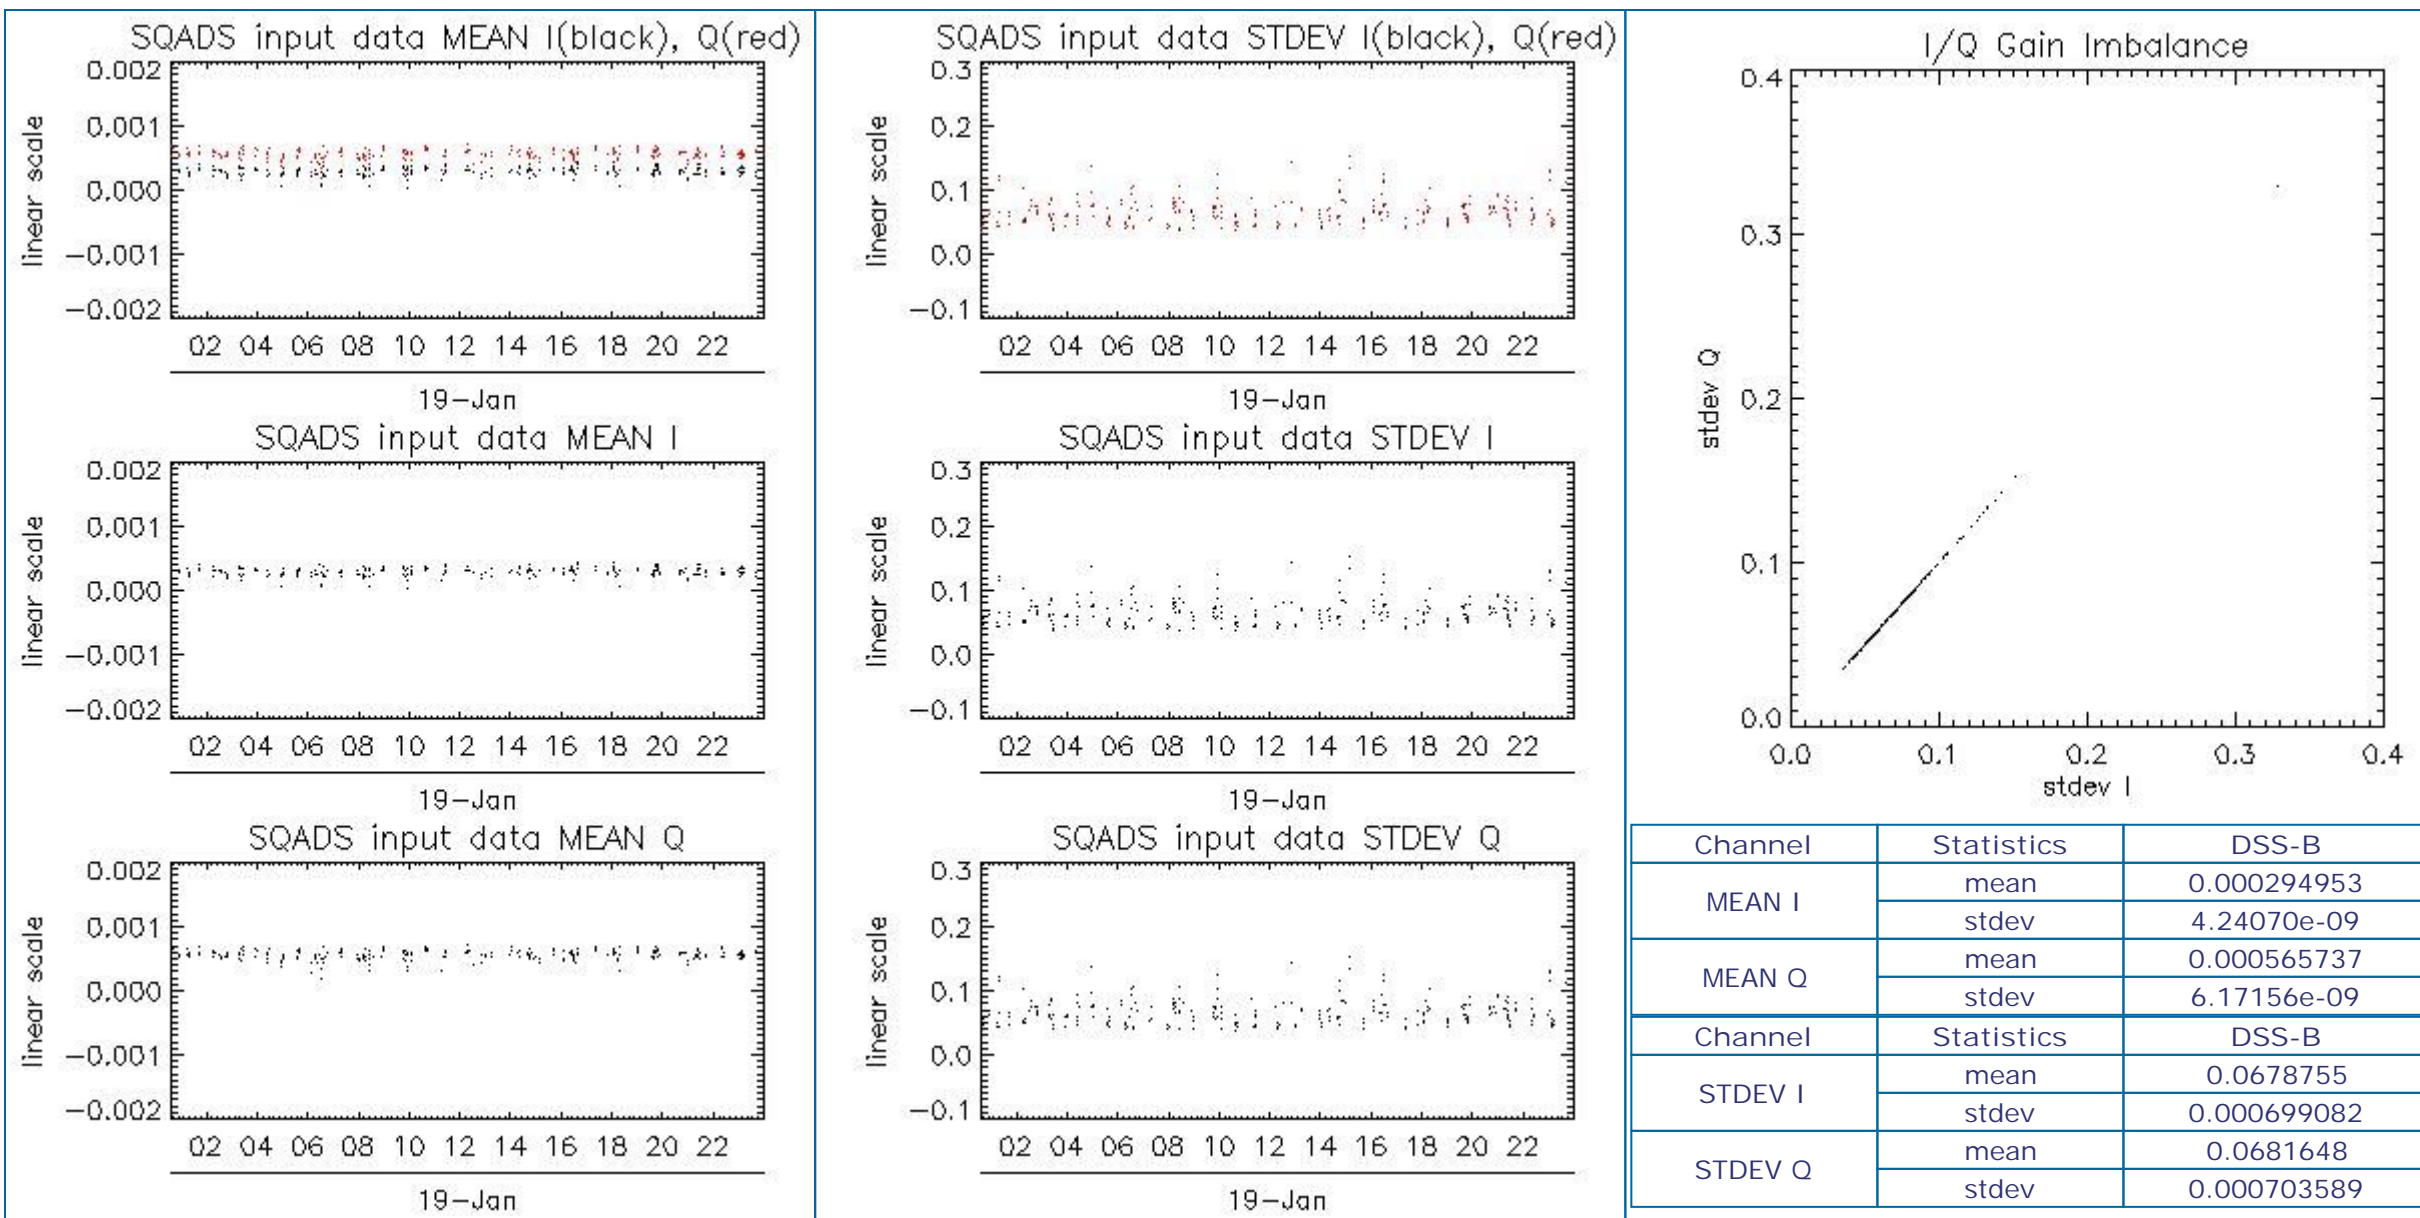 SQADS input data MEAN I(black), Q(red)
0.002
0.001
0.000
-0.001
-0.002
linear scale
02 04 06 08 10 12 14 16 18 20 22
19-Jan
SQADS input data MEAN I
0.002
0.001
0.000
-0.001
-0.002
linear scale
02 04 06 08 10 12 14 16 18 20 22
19-Jan
SQADS input data MEAN Q
0.002
0.001
0.000
-0.001
-0.002
linear scale
02 04 06 08 10 12 14 16 18 20 22
19-Jan
SQADS input data STDEV I(black), Q(red)
0.3
0.2
0.1
0.0
-0.1
linear scale
02 04 06 08 10 12 14 16 18 20 22
19-Jan
SQADS input data STDEV I
0.3
0.2
0.1
0.0
-0.1
linear scale
02 04 06 08 10 12 14 16 18 20 22
19-Jan
SQADS input data STDEV Q
0.3
0.2
0.1
0.0
-0.1
linear scale
02 04 06 08 10 12 14 16 18 20 22
19-Jan
I/Q Gain Imbalance
0.4
0.3
0.2
0.1
0.0
stdev Q
0.0 0.1 0.2 0.3 0.4
stdev I
Channel Statistics DSS-B
MEAN I mean 0.000294953
stdev 4.24070e-09
MEAN Q mean 0.000565737
stdev 6.17156e-09
Channel Statistics DSS-B
STDEV I mean 0.0678755
stdev 0.000699082
STDEV Q mean 0.0681648
stdev 0.000703589